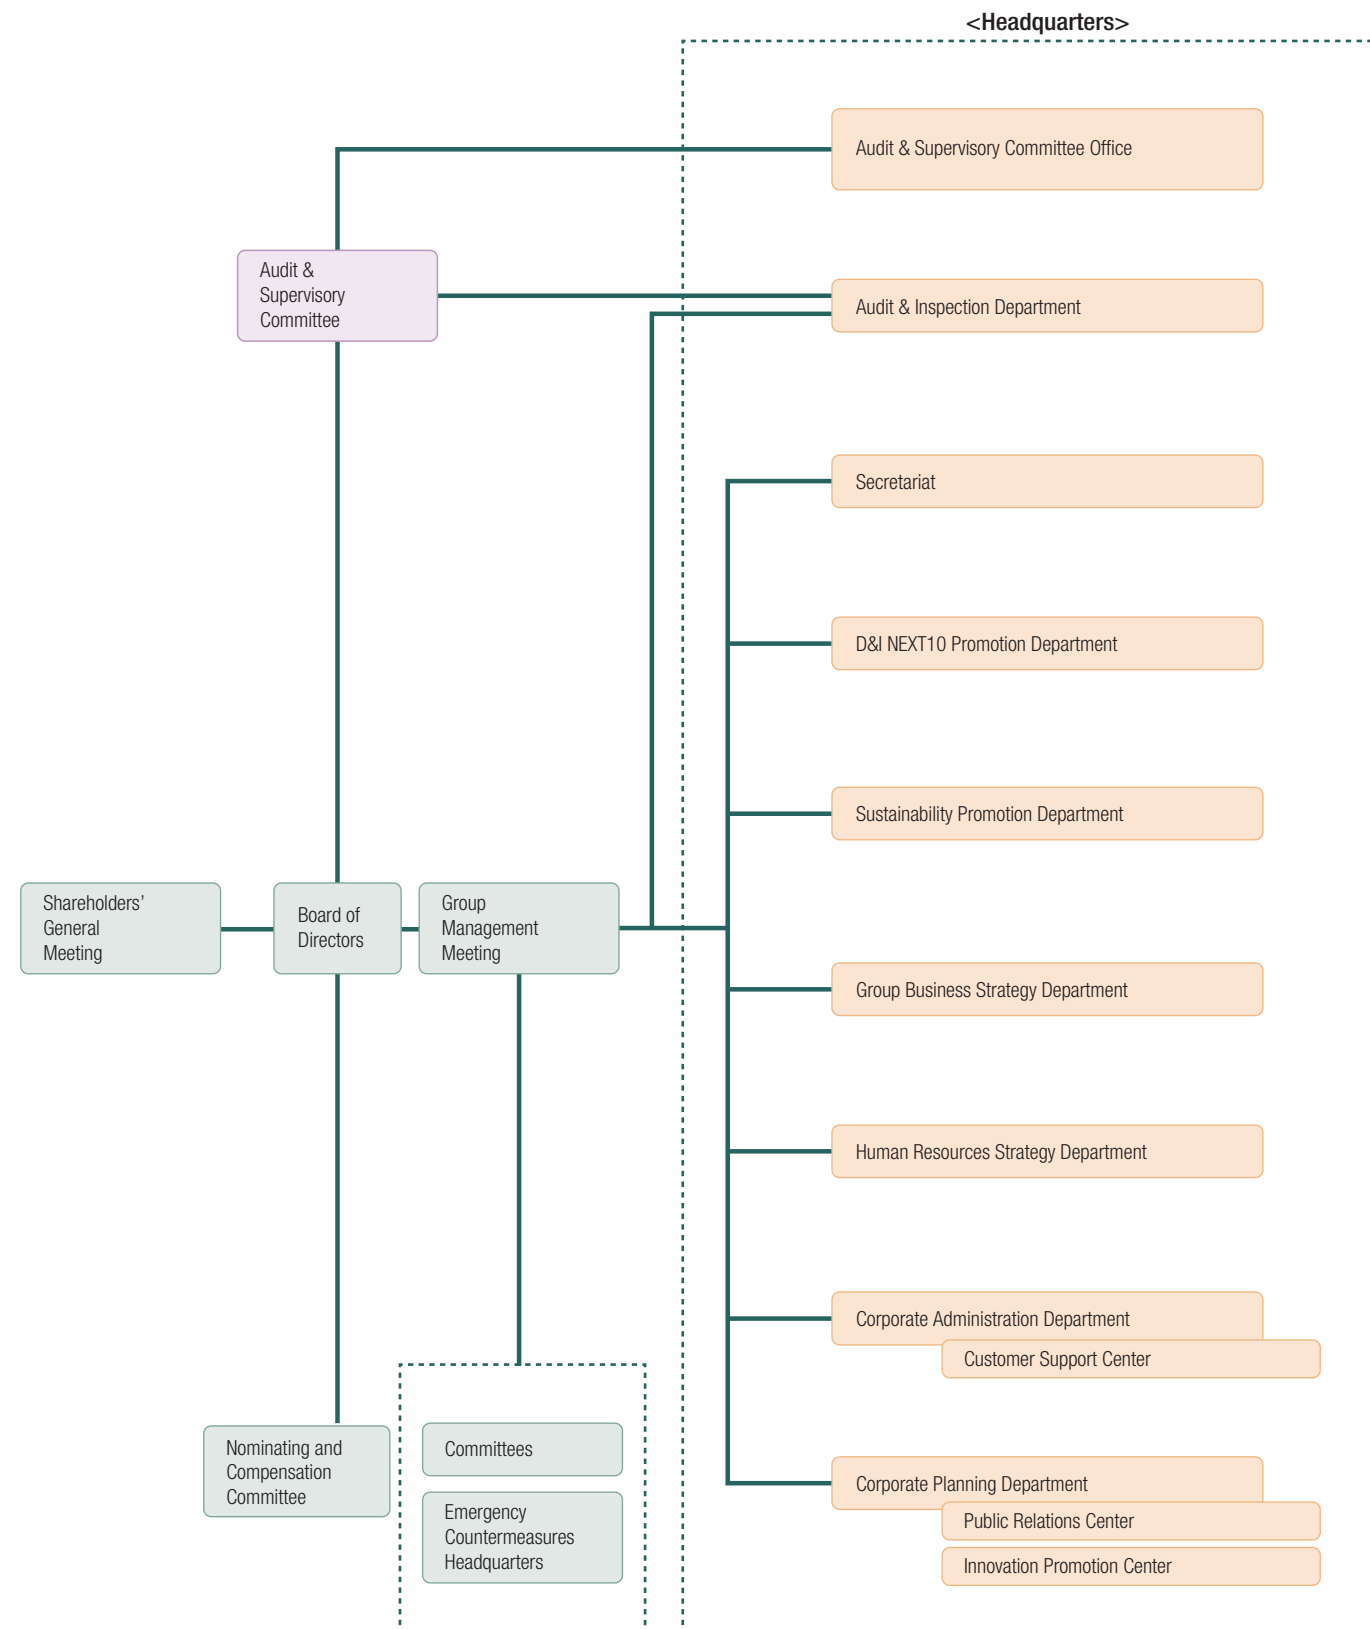 <Headquarters>
Audit & Supervisory Committee Office
Audit &
Supervisory
Committee
Audit & Inspection Department
Secretariat
D&I NEXT10 Promotion Department
Sustainability Promotion Department
Shareholders’
General
Meeting
Board of
Directors
Group
Management
Meeting
Group Business Strategy Department
Human Resources Strategy Department
Corporate Administration Department
Customer Support Center
Nominating and
Compensation
Committee
Committees
Emergency
Countermeasures
Headquarters
Corporate Planning Department
Public Relations Center
Innovation Promotion Center